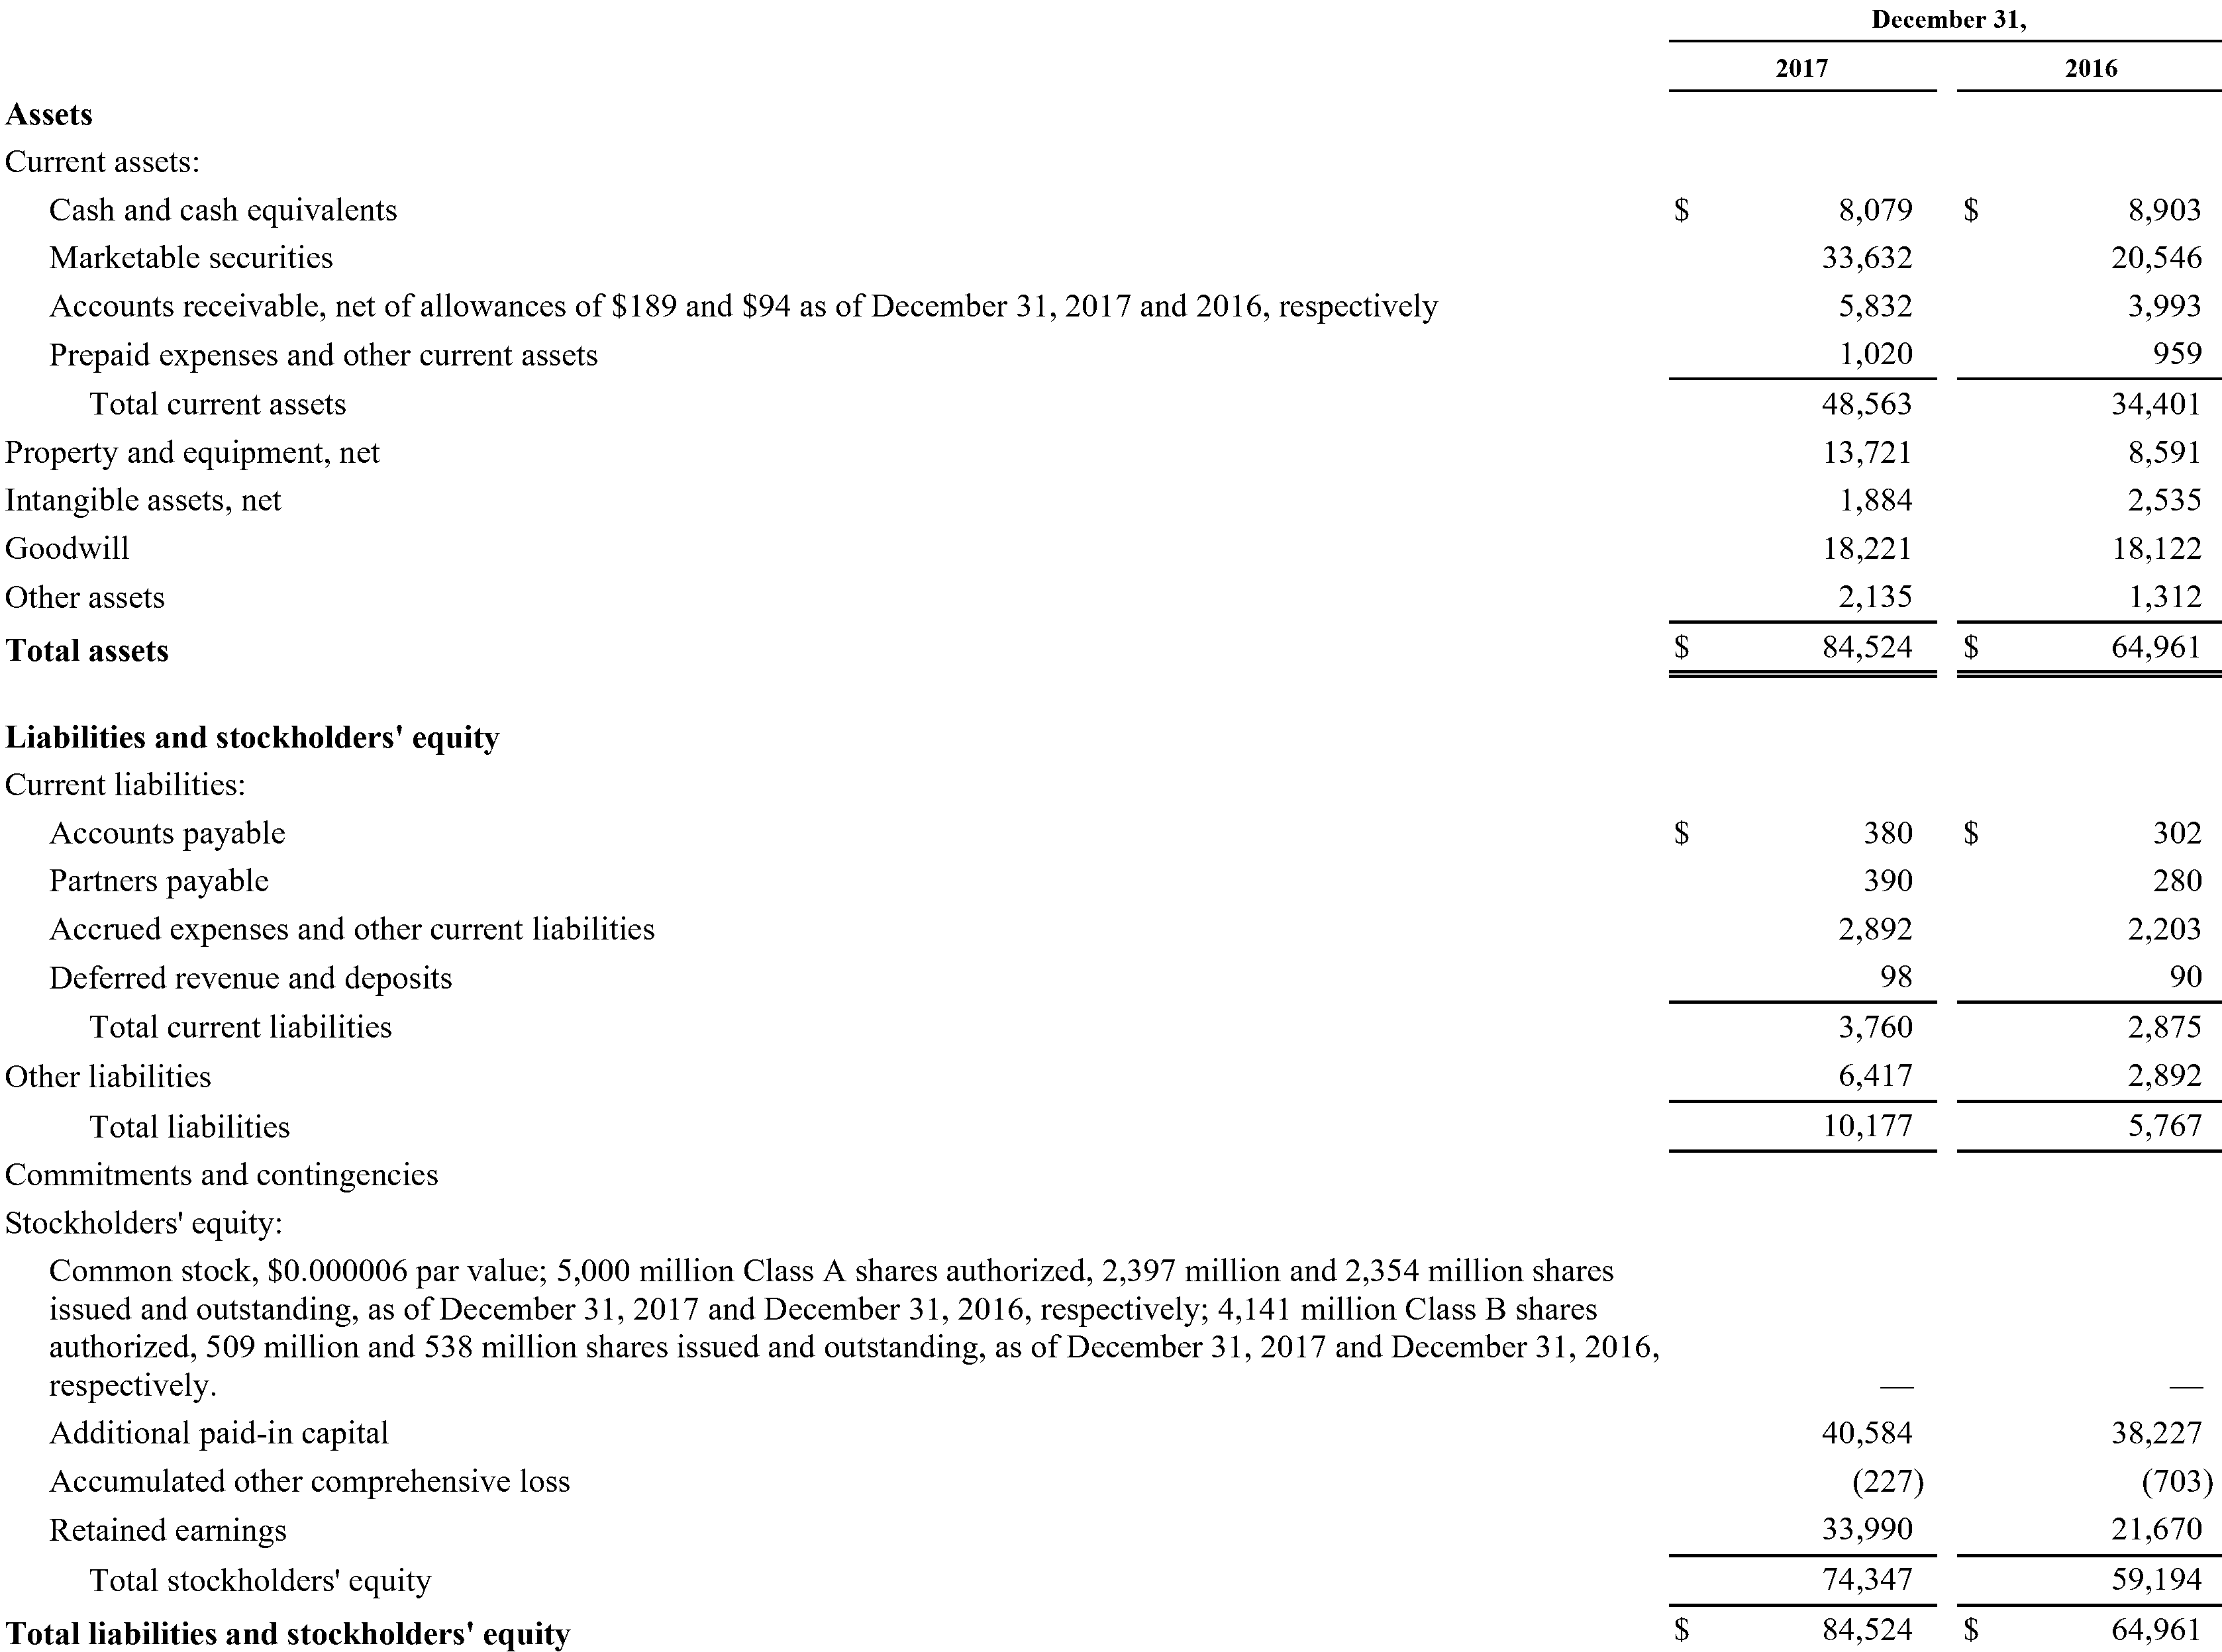 December 31,
2017 2016
Assets
Current assets:
Cash and cash equivalents $ 8,079 $ 8,903
Marketable securities 33,632 20,546
Accounts receivable, net of allowances of $189 and $94 as of December 31, 2017 and 2016, respectively 5,832 3,993
Prepaid expenses and other current assets 1,020 959
Total current assets 48,563 34,401
Property and equipment, net 13,721 8,591
Intangible assets, net 1,884 2,535
Goodwill 18,221 18,122
Other assets 2,135 1,312
Total assets $ 84,524 $ 64,961
Liabilities and stockholders' equity
Current liabilities:
Accounts payable $ 380 $ 302
Partners payable 390 280
Accrued expenses and other current liabilities 2,892 2,203
Deferred revenue and deposits 98 90
Total current liabilities 3,760 2,875
Other liabilities 6,417 2,892
Total liabilities 10,177 5,767
Commitments and contingencies
Stockholders' equity:
Common stock, $0.000006 par value; 5,000 million Class A shares authorized, 2,397 million and 2,354 million shares
issued and outstanding, as of December 31, 2017 and December 31, 2016, respectively; 4,141 million Class B shares
authorized, 509 million and 538 million shares issued and outstanding, as of December 31, 2017 and December 31, 2016,
respectively. — —
Additional paid-in capital 40,584 38,227
Accumulated other comprehensive loss (227) (703)
Retained earnings 33,990 21,670
Total stockholders' equity 74,347 59,194
Total liabilities and stockholders' equity $ 84,524 $ 64,961